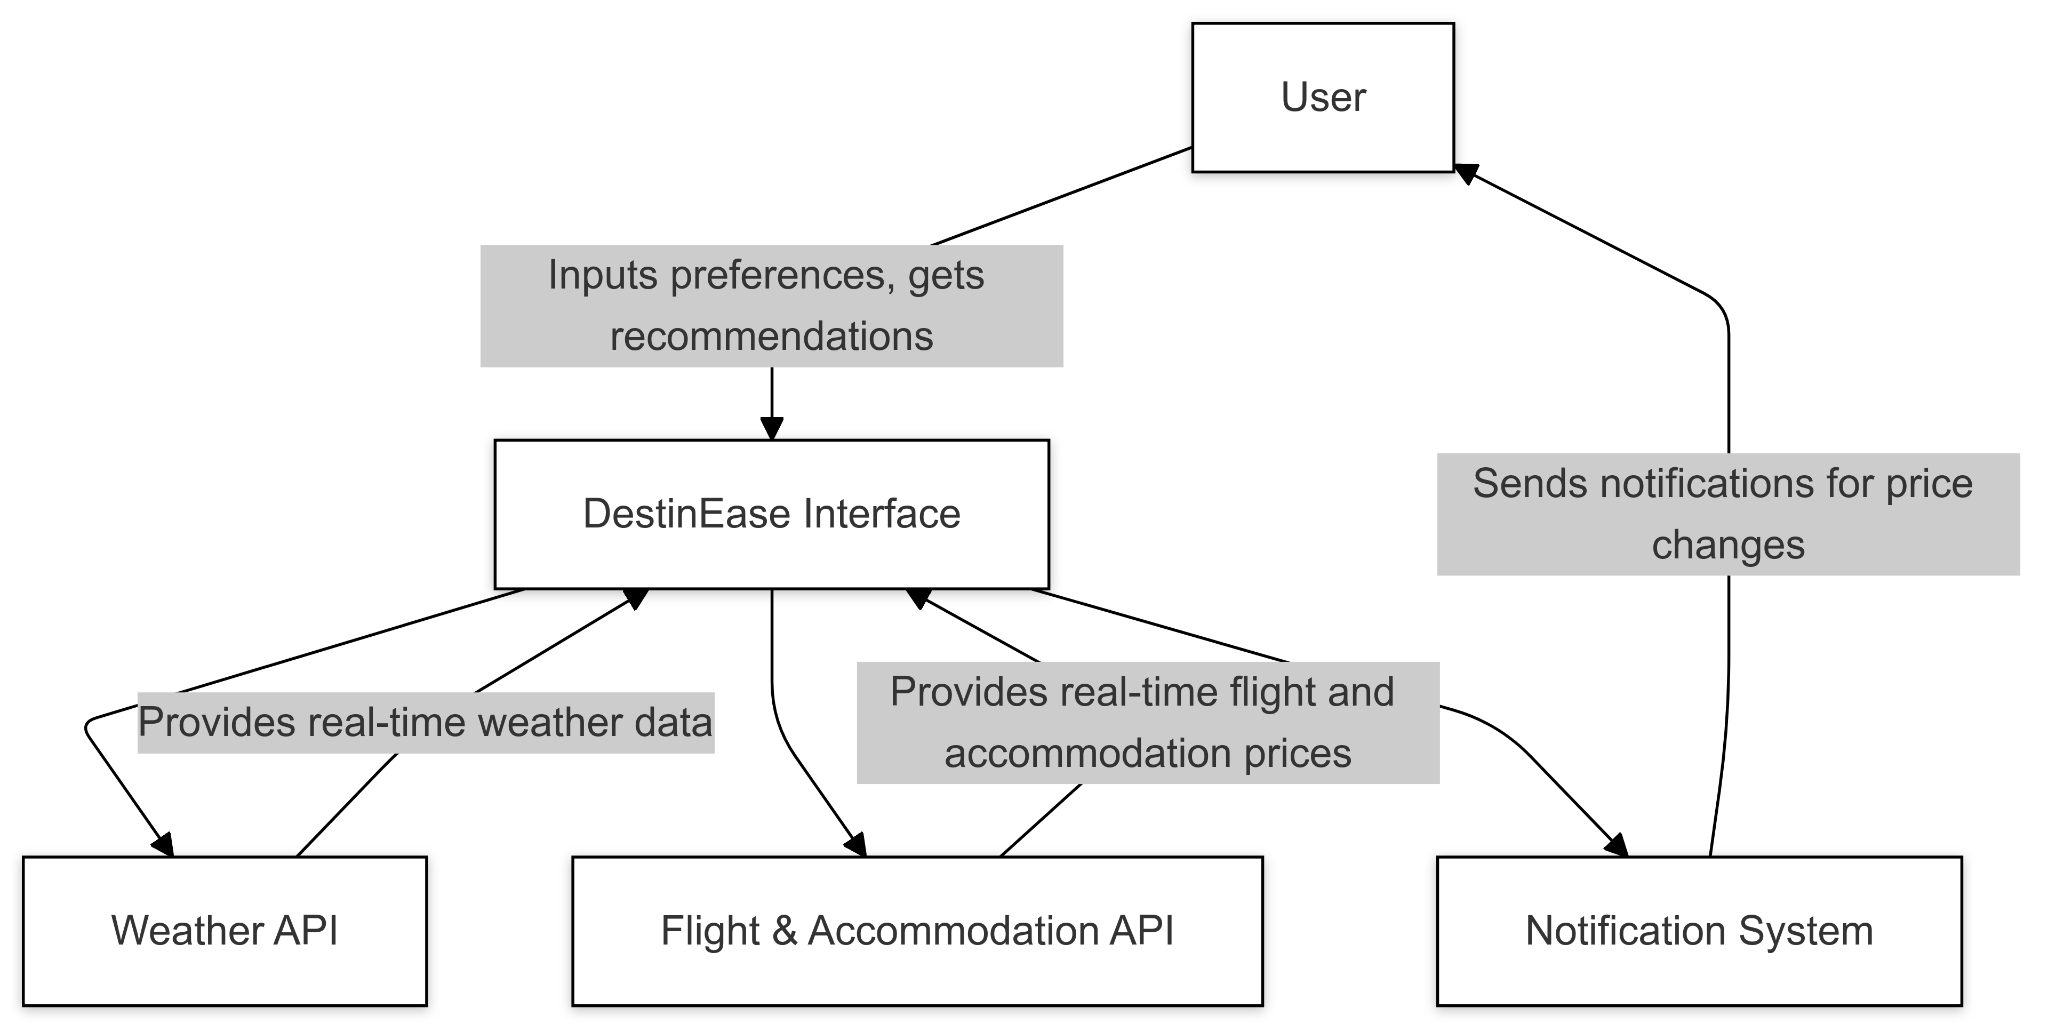 User
Inputs preferences, gets
recommendations
DestinEase Interface
Sends notifications for price
changes
Provides real-time weather data
Provides real-time flight and
accommodation prices
Weather API
Flight & Accommodation API
Notification System